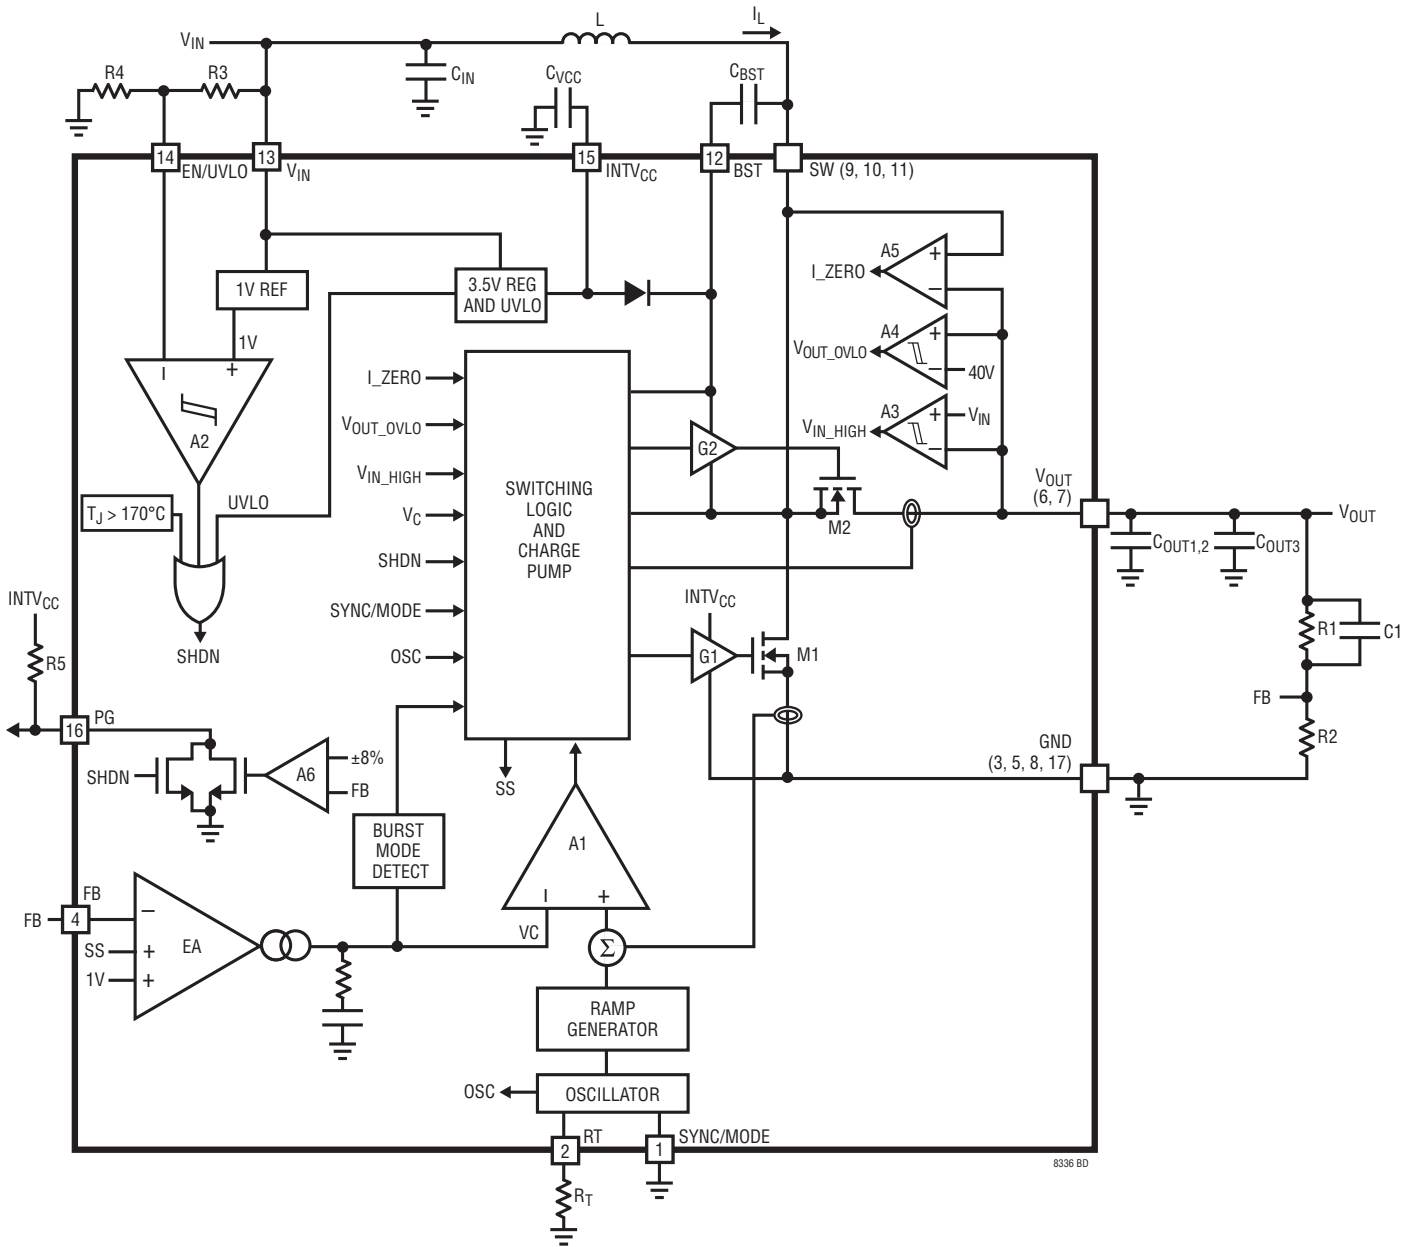 L
IL
VIN
R4
R3
CIN
CVCC
CBST
14
EN/UVLO
13
VIN
15
INTVCC
12
BST
SW (9, 10, 11)
1V REF
1V
3.5V REG
AND UVLO
A5
+
–
I_ZERO
A4
+
–
VOUT_OVLO
40V
A3
+
–
VIN_HIGH
VIN
–
+
A2
I_ZERO
VOUT_OVLO
VIN_HIGH
VC
SHDN
SYNC/MODE
OSC
SWITCHING
LOGIC
AND
CHARGE
PUMP
G2
M2
VOUT
(6, 7)
VOUT
COUT1,2
COUT3
TJ > 170°C
UVLO
SHDN
INTVCC
R5
INTVCC
G1
M1
R1
C1
FB
R2
16
PG
SHDN
A6
±8%
FB
SS
GND
(3, 5, 8, 17)
BURST
MODE
DETECT
A1
–
+
FB
4
FB
–
SS
+
1V
+
EA
VC
Σ
RAMP
GENERATOR
OSC
OSCILLATOR
2
RT
1
SYNC/MODE
RT
8336 BD